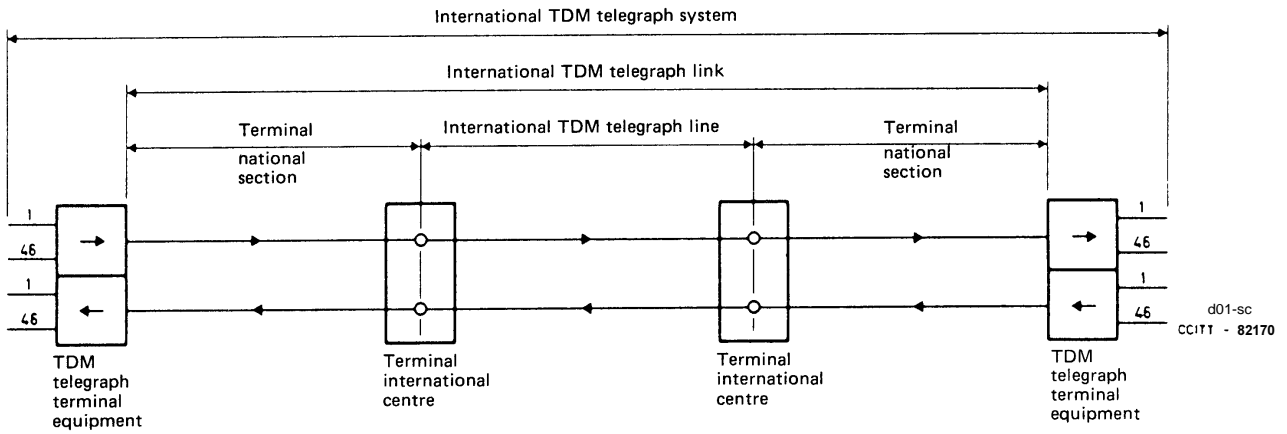 International TDM telegraph system
International TDM telegraph link
Terminal
national
section
International TDM telegraph line
Terminal
national
section
1
46
1
46
1
46
1
46
d01-sc
CCITT - 82170
TDM
telegraph
terminal
equipment
Terminal
international
centre
Terminal
international
centre
TDM
telegraph
terminal
equipment